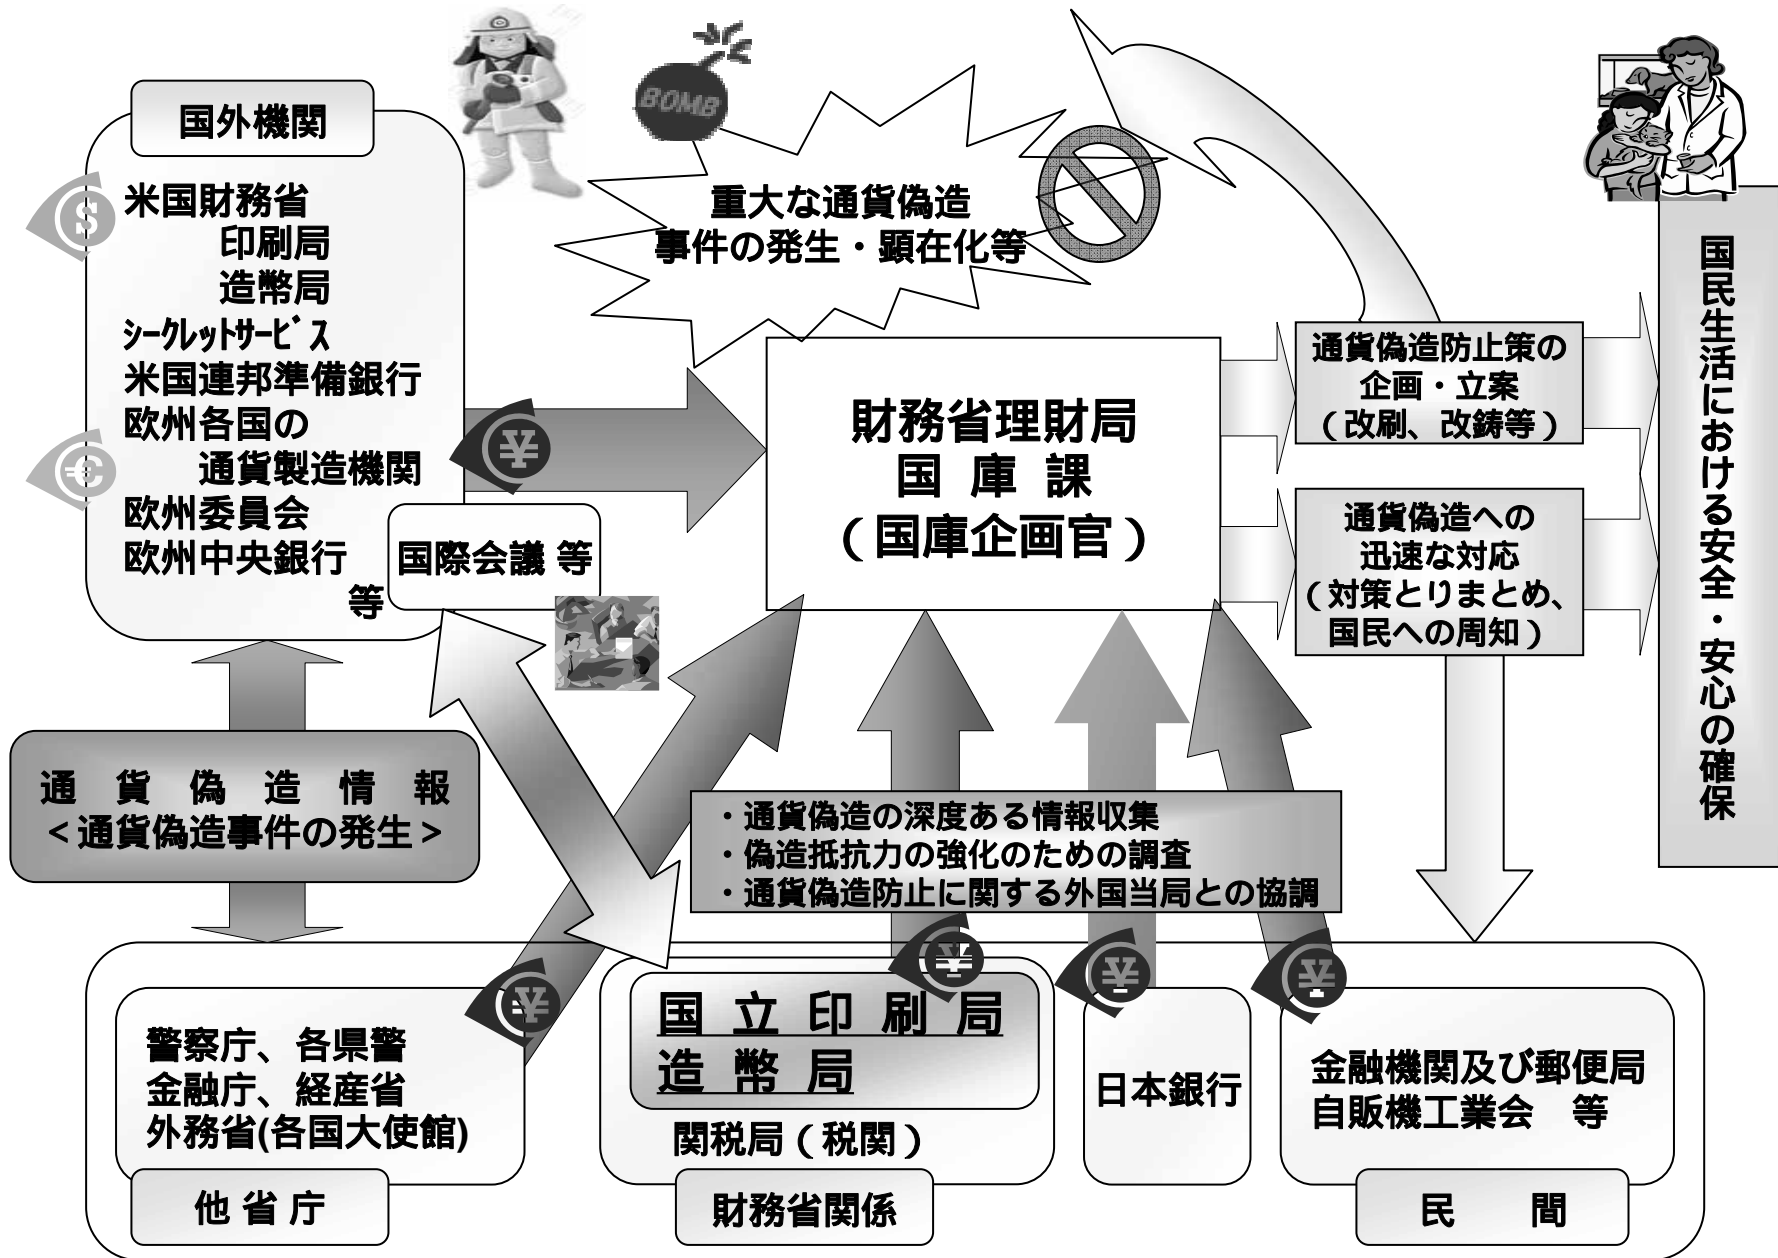 国外機関
米国財務省
印刷局
造幣局
ｼｰｸﾚｯﾄｻｰﾋﾞｽ
米国連邦準備銀行
欧州各国の
通貨製造機関
欧州委員会
欧州中央銀行
等
国際会議 等
BOMB
重大な通貨偽造
事件の発生・顕在化等
財務省理財局
国 庫 課
（国庫企画官）
通貨偽造防止策の
企画・立案
（改刷、改鋳等）
通貨偽造への
迅速な対応
（対策とりまとめ、
国民への周知）
国民生活における安全・安心の確保
通 貨 偽 造 情 報
＜通貨偽造事件の発生＞
・通貨偽造の深度ある情報収集
・偽造抵抗力の強化のための調査
・通貨偽造防止に関する外国当局との協調
警察庁、各県警
金融庁、経産省
外務省(各国大使館)
他 省 庁
国 立 印 刷 局
造 幣 局
関税局（税関）
財務省関係
日本銀行
金融機関及び郵便局
自販機工業会　等
民　　間
$
€
¥
¥
¥
¥
¥